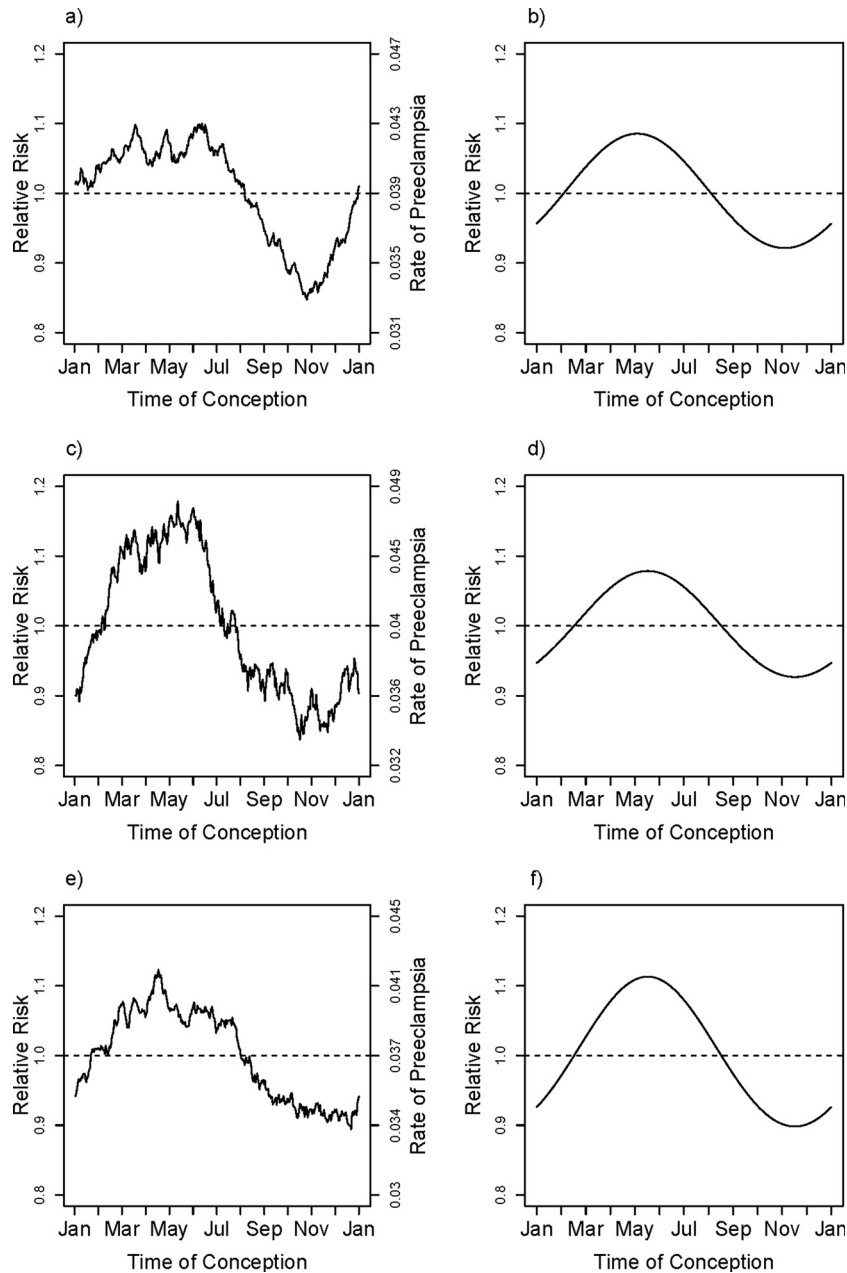 a)
1.2
1.1
1.0
0.9
0.8
Relative Risk
0.047
0.043
0.039
0.035
0.031
Rate of Preeclampsia
Jan Mar May Jul Sep Nov Jan
Time of Conception
b)
1.2
1.1
1.0
0.9
0.8
Relative Risk
Jan Mar May Jul Sep Nov Jan
Time of Conception
c)
1.2
1.1
1.0
0.9
0.8
Relative Risk
0.049
0.045
0.04
0.036
0.032
Rate of Preeclampsia
Jan Mar May Jul Sep Nov Jan
Time of Conception
d)
1.2
1.1
1.0
0.9
0.8
Relative Risk
Jan Mar May Jul Sep Nov Jan
Time of Conception
e)
1.2
1.1
1.0
0.9
0.8
Relative Risk
0.045
0.041
0.037
0.034
0.03
Rate of Preeclampsia
Jan Mar May Jul Sep Nov Jan
Time of Conception
f)
1.2
1.1
1.0
0.9
0.8
Relative Risk
Jan Mar May Jul Sep Nov Jan
Time of Conception